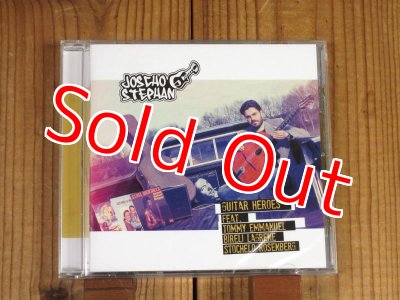 JOSCHO
STEPHAN
Sold Out
GUITAR HEROES
FEAT.
TOMMY EMMANUEL
BIRELI LAGRENE
STOCHELO ROSENBERG